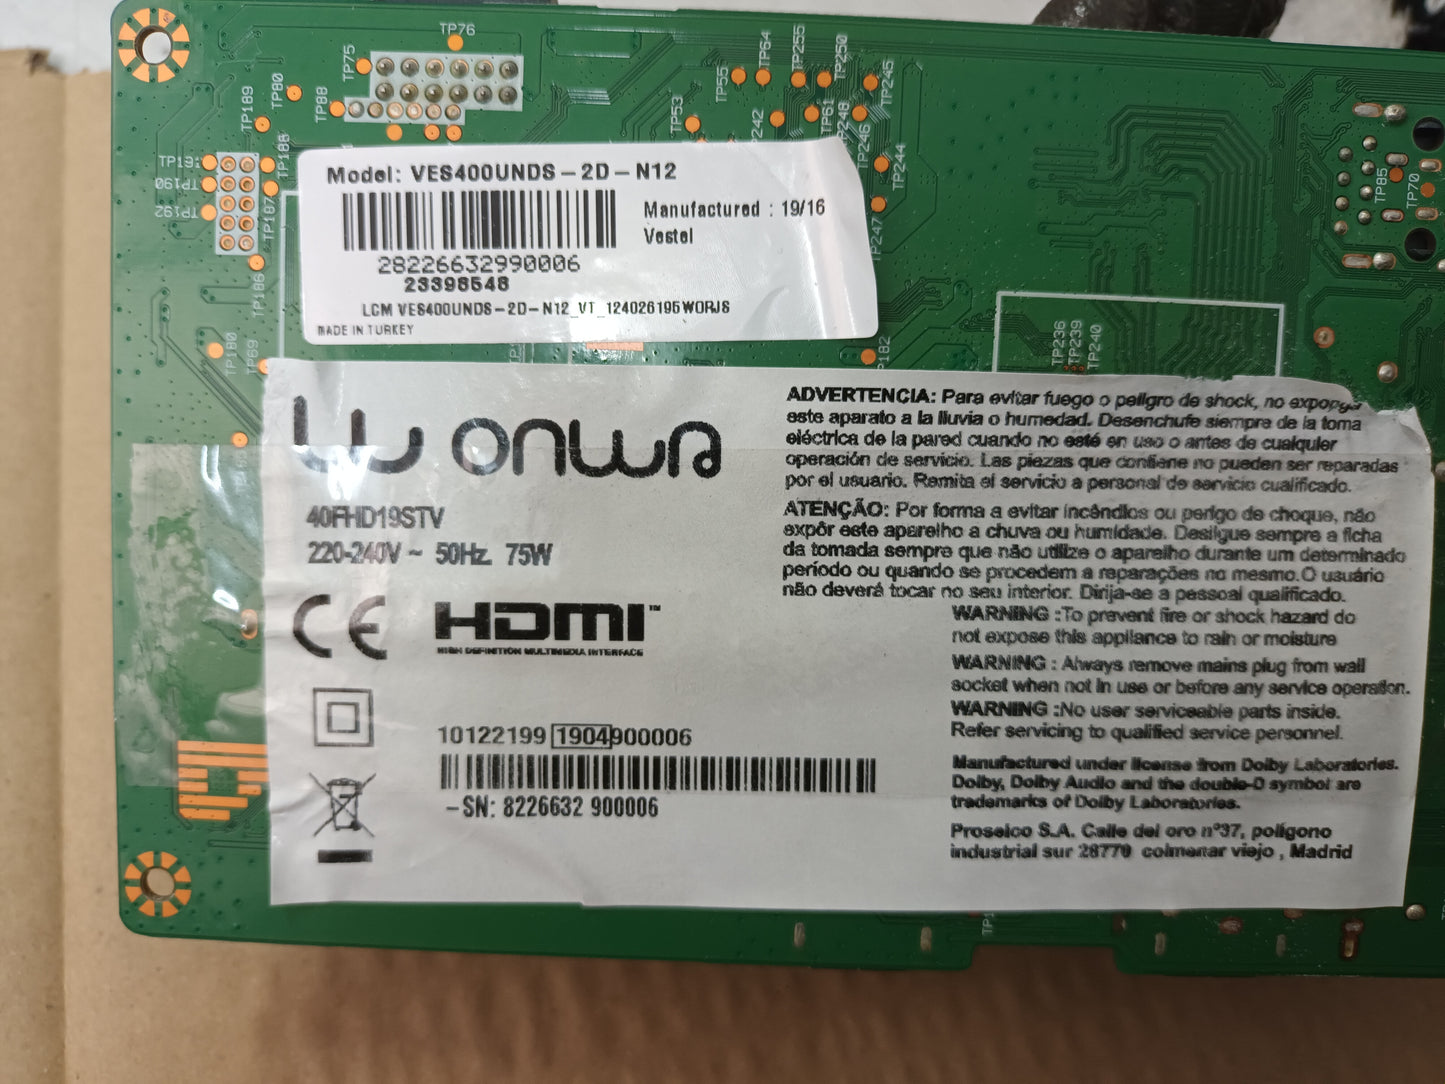 TP76
TP75
TP80
TP88
TP189
TP64
TP255
TP250
TP55
TP245
TP53
TP61
TP248
TP246
TP244
TP247
TP191
TP190
TP192
TP188
TP187
TP186
TP180
TP69
TP85
TP70
TP236
TP239
TP240
Model: VES400UNDS-2D-N12
Manufactured : 19/16
Vestel
28226632990006
23398548
LCM VES400UNDS-2D-N12_VT_124026195WORJS
MADE IN TURKEY
onwa
40FHD19STV
220-240V ~ 50Hz. 75W
CE HDMI™
HIGH DEFINITION MULTIMEDIA INTERFACE
10122199 1904 900006
-SN: 8226632 900006
ADVERTENCIA: Para evitar fuego o peligro de shock, no exponga
este aparato a la lluvia o humedad. Desenchufe siempre de la toma
eléctrica de la pared cuando no esté en uso o antes de cualquier
operación de servicio. Las piezas que contiene no pueden ser reparadas
por el usuario. Remita el servicio a personal de servicio cualificado.
ATENÇÃO: Por forma a evitar incêndios ou perigo de choque, não
expôr este aparelho a chuva ou humidade. Desligue sempre a ficha
da tomada sempre que não utilize o aparelho durante um determinado
período ou quando se procedem a reparações no mesmo.O usuário
não deverá tocar no seu interior. Dirija-se a pessoal qualificado.
WARNING :To prevent fire or shock hazard do
not expose this appliance to rain or moisture
WARNING : Always remove mains plug from wall
socket when not in use or before any service operation.
WARNING :No user serviceable parts inside.
Refer servicing to qualified service personnel.
Manufactured under license from Dolby Laboratories.
Dolby, Dolby Audio and the double-D symbol are
trademarks of Dolby Laboratories.
Proselco S.A. Calle del oro nº37, polígono
industrial sur 28770 colmenar viejo , Madrid